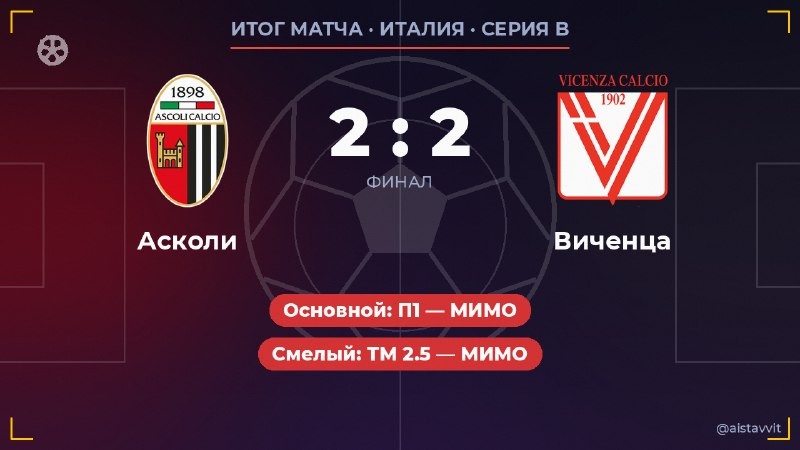 ИТОГ МАТЧА · ИТАЛИЯ · СЕРИЯ B
1898
ASCOLI CALCIO
VICENZA CALCIO
1902
2 : 2
ФИНАЛ
Асколи
Виченца
Основной: П1 — МИМО
Смелый: ТМ 2.5 — МИМО
@aistavvit